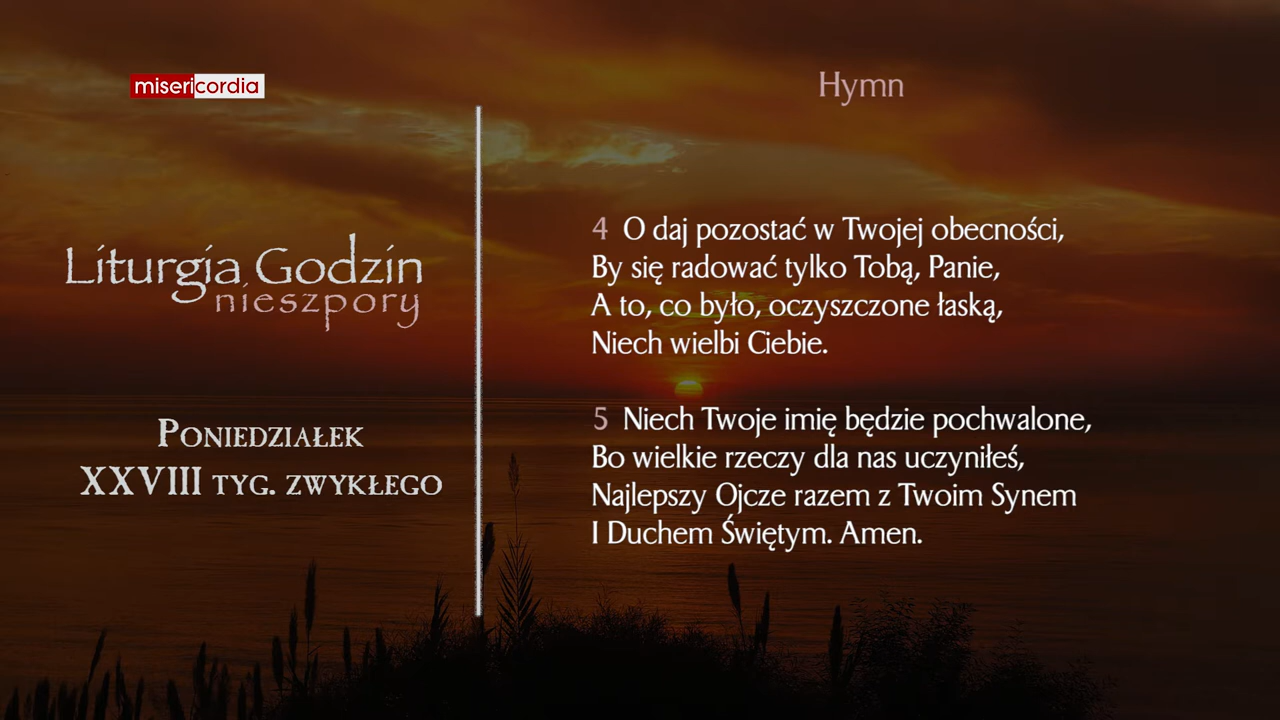 misericordia
Liturgia Godzin
nieszpory
Poniedziałek
XXVIII tyg. zwykłego
Hymn
4 O daj pozostać w Twojej obecności,
By się radować tylko Tobą, Panie,
A to, co było, oczyszczone łaską,
Niech wielbi Ciebie.
5 Niech Twoje imię będzie pochwalone,
Bo wielkie rzeczy dla nas uczyniłeś,
Najlepszy Ojcze razem z Twoim Synem
I Duchem Świętym. Amen.